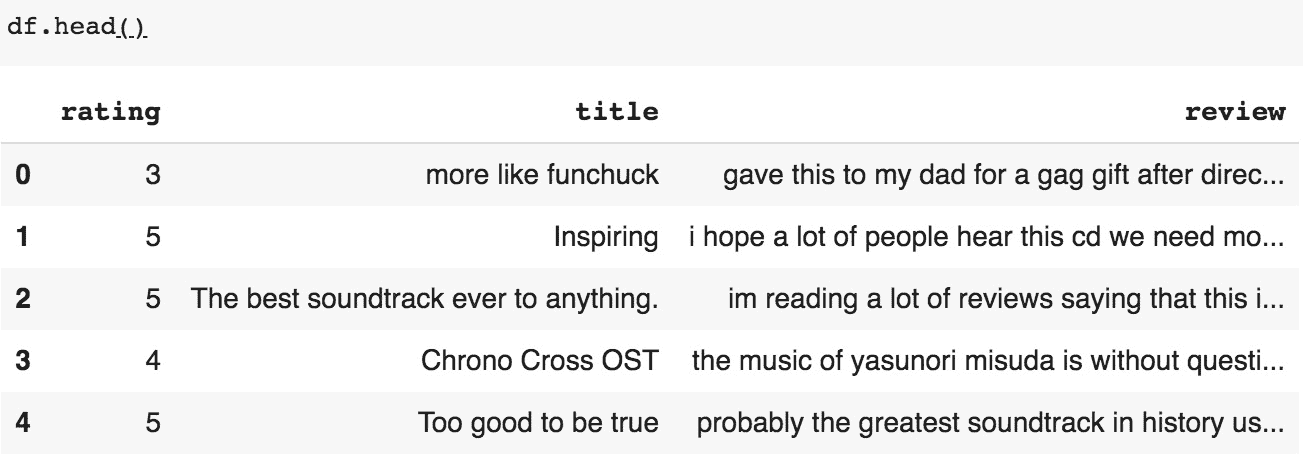 df.head()
rating title review
0 3 more like funchuck gave this to my dad for a gag gift after direc...
1 5 Inspiring i hope a lot of people hear this cd we need mo...
2 5 The best soundtrack ever to anything. im reading a lot of reviews saying that this i...
3 4 Chrono Cross OST the music of yasunori misuda is without questi...
4 5 Too good to be true probably the greatest soundtrack in history us...